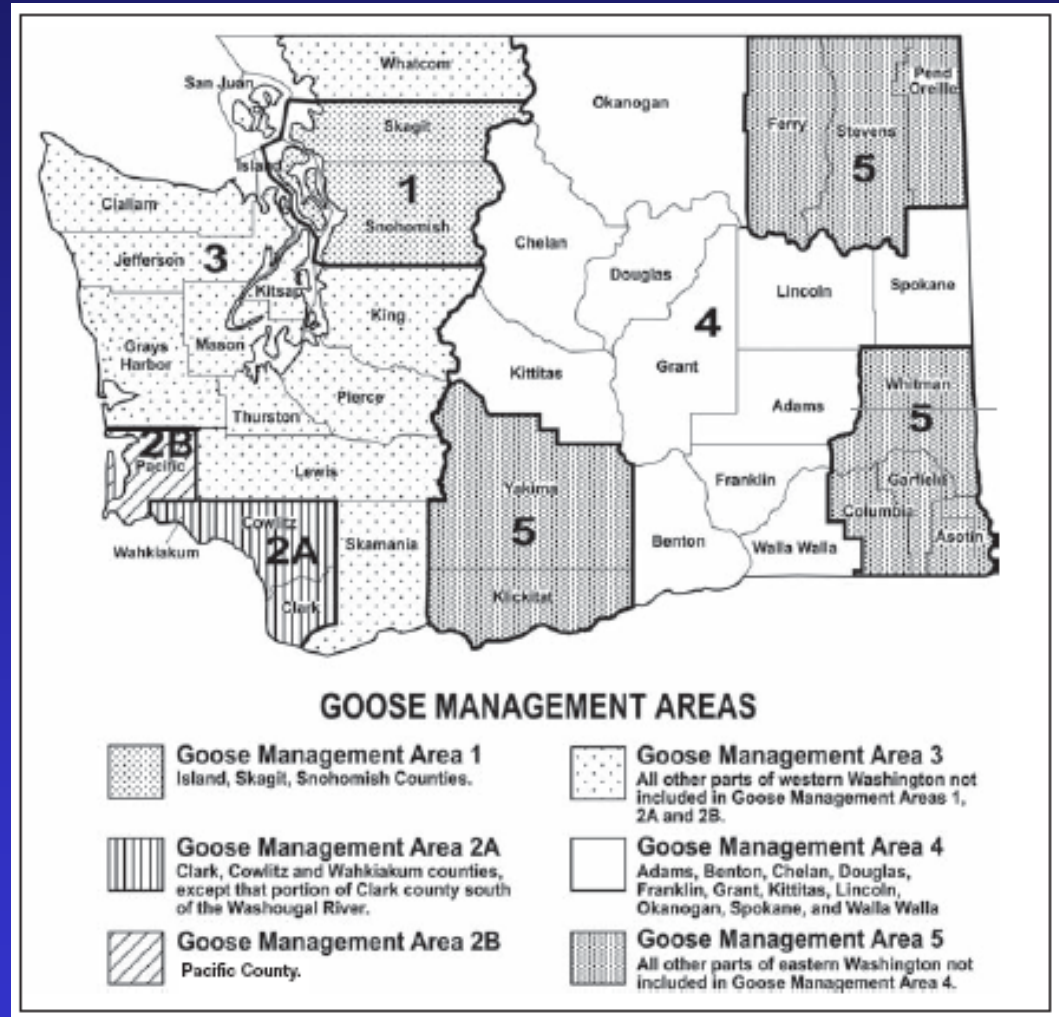 Whatcom
San Juan
Okanogan
Pend
Oreille
Skagit
Ferry
Stevens
5
Island
1
Clallam
Snohomish
Chelan
Jefferson
3
Douglas
Kitsap
Lincoln
Spokane
King
4
Grays
Harbor
Mason
Kittitas
Grant
Whitman
Pierce
Adams
5
Thurston
2B
Pacific
Lewis
Yakima
Franklin
Garfield
Columbia
Cowlitz
Asotin
Wahkiakum
2A
Skamania
5
Benton
Walla Walla
Clark
Klickitat
GOOSE MANAGEMENT AREAS
Goose Management Area 1
Island, Skagit, Snohomish Counties.
Goose Management Area 2A
Clark, Cowlitz and Wahkiakum counties,
except that portion of Clark county south
of the Washougal River.
Goose Management Area 2B
Pacific County.
Goose Management Area 3
All other parts of western Washington not
included in Goose Management Areas 1,
2A and 2B.
Goose Management Area 4
Adams, Benton, Chelan, Douglas,
Franklin, Grant, Kittitas, Lincoln,
Okanogan, Spokane, and Walla Walla
Goose Management Area 5
All other parts of eastern Washington not
included in Goose Management Area 4.